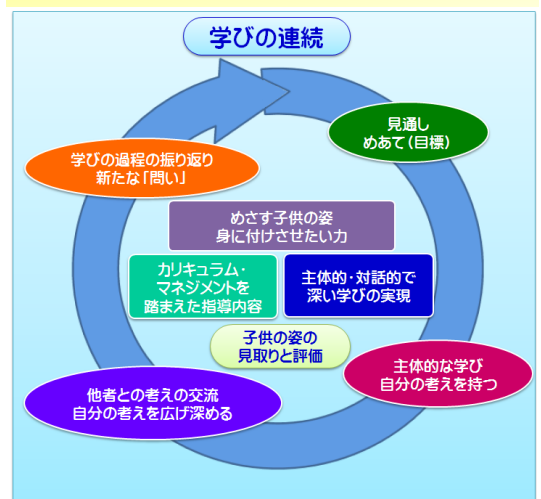 学びの連続
見通し
めあて(目標)
学びの過程の振り返り
新たな「問い」
めざす子供の姿
身に付けさせたい力
カリキュラム・
マネジメントを
踏まえた指導内容
主体的・対話的で
深い学びの実現
子供の姿の
見取りと評価
主体的な学び
自分の考えを持つ
他者との考えの交流
自分の考えを広げ深める